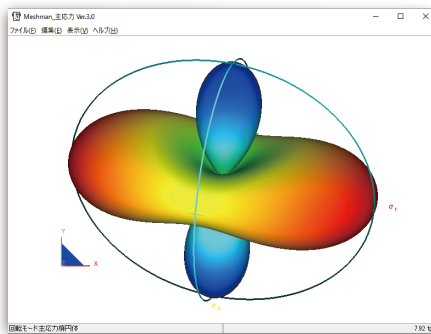 Meshman_主応力 Ver.3.0
ファイル(F) 編集(E) 表示(V) ヘルプ(H)
σ1
Y
X
回転モード主応力楕円体
7.92 fp